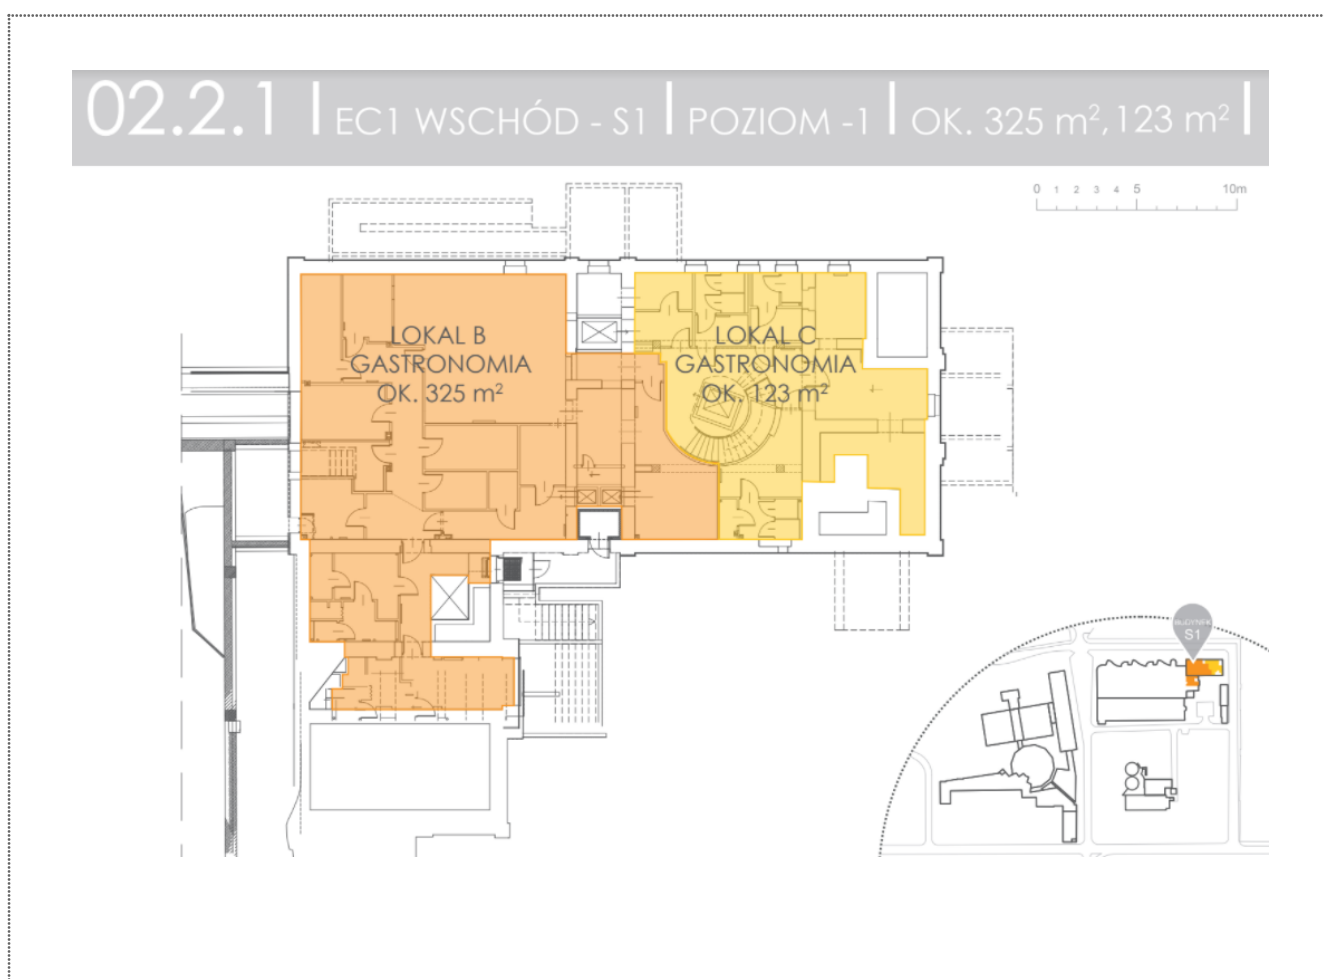 02.2.1 | EC1 WSCHÓD - S1 | POZIOM -1 | OK. 325 m², 123 m² |
0 1 2 3 4 5 10m
LOKAL B
GASTRONOMIA
OK. 325 m²
LOKAL C
GASTRONOMIA
OK. 123 m²
BUDYNEK
S1